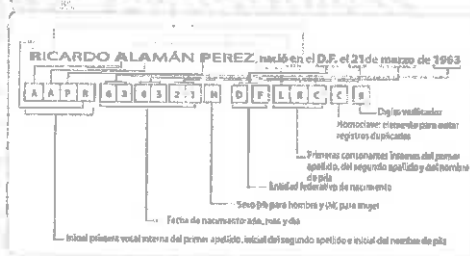 RICARDO ALAMÁN PEREZ, nació en el D.F. el 21 de marzo de 1963
A A P R 6 3 0 3 2 1 H D F L R C C 9
Dígito verificador
Homoclave: elemento para evitar
registros duplicados
Primeras consonantes internas del primer
apellido, del segundo apellido y del nombre
de pila
Entidad federativa de nacimiento
Sexo para hombre y para mujer
Fecha de nacimiento: año, mes y día
Inicial primera vocal interna del primer apellido, inicial del segundo apellido e inicial del nombre de pila